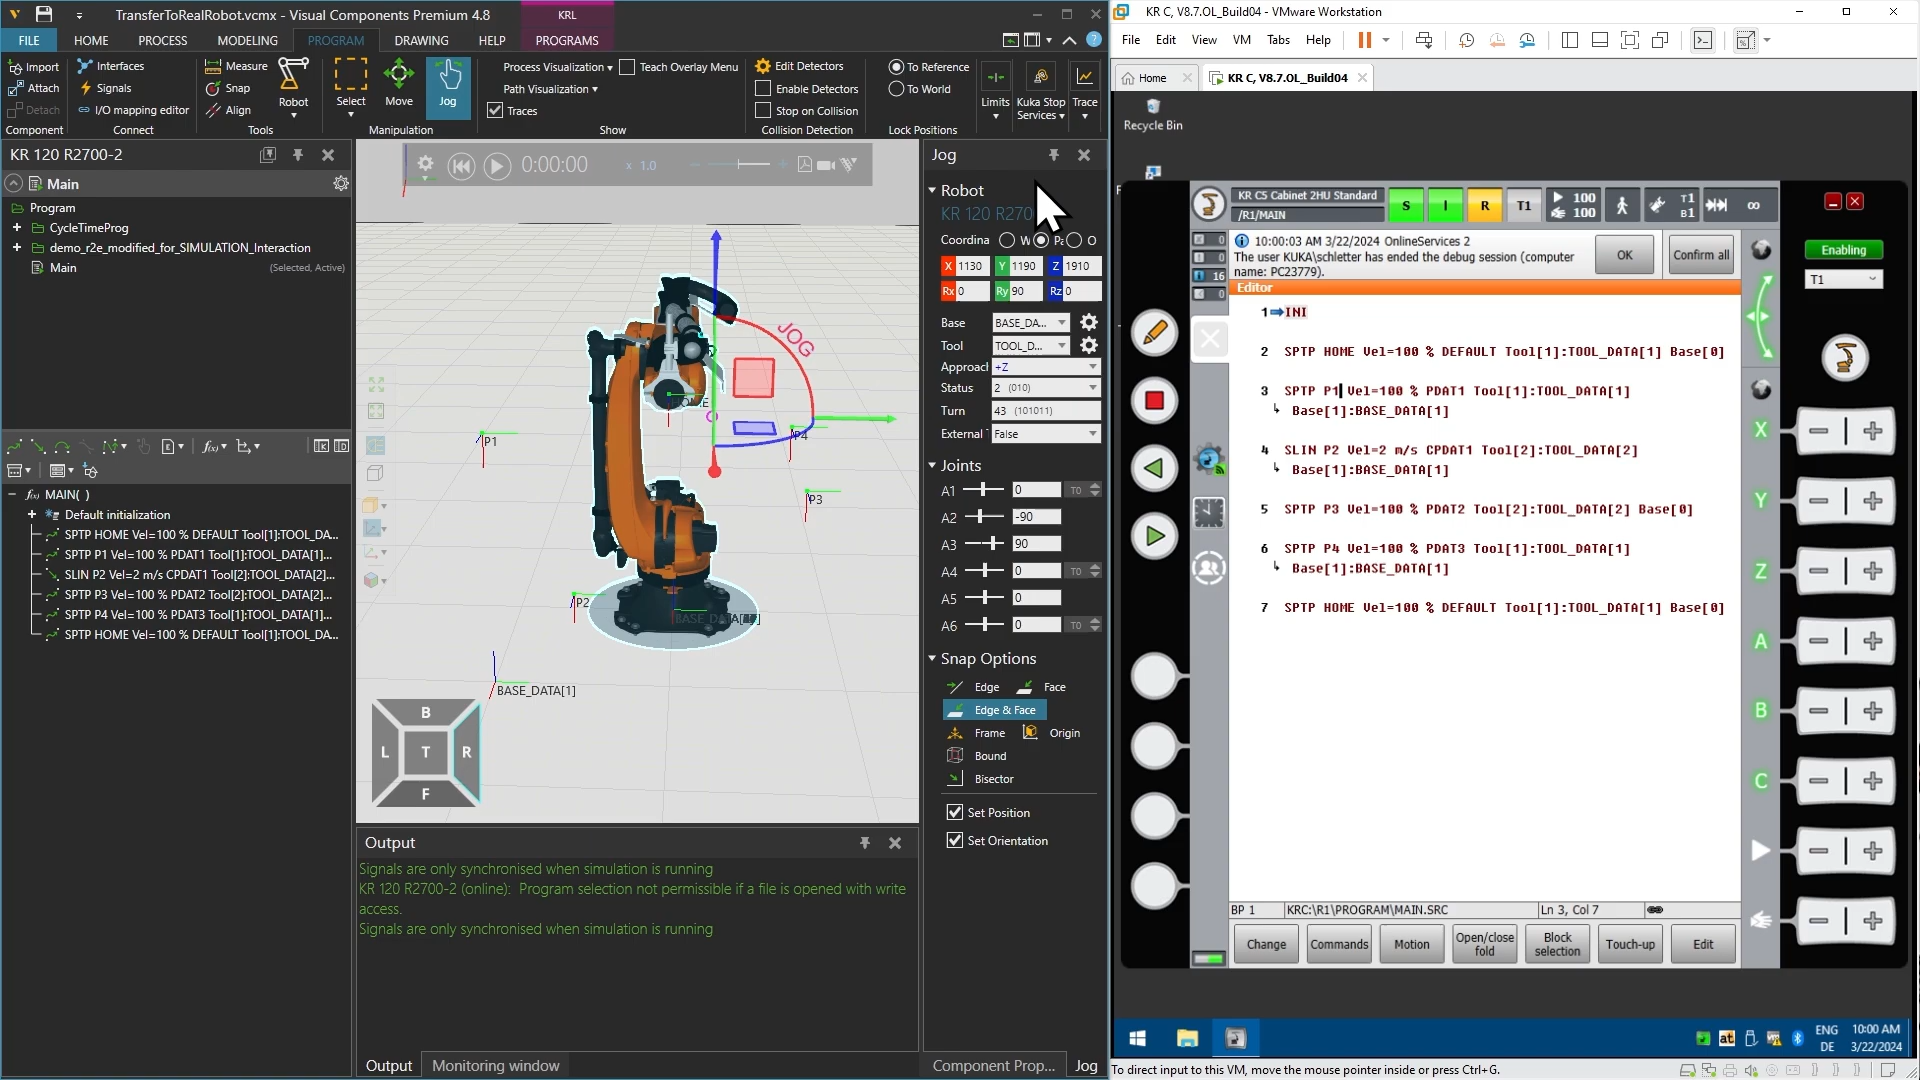 TransferToRealRobot.vcmx - Visual Components Premium 4.8
KRL
FILE
HOME
PROCESS
MODELING
PROGRAM
DRAWING
HELP
PROGRAMS
Import
Attach
Detach
Component
Interfaces
Signals
I/O mapping editor
Connect
Measure
Snap
Align
Tools
Robot
Select
Move
Jog
Manipulation
Process Visualization
Path Visualization
Traces
Teach Overlay Menu
Show
Edit Detectors
Enable Detectors
Stop on Collision
Collision Detection
To Reference
To World
Lock Positions
Limits
Kuka Stop
Services
Trace
KR 120 R2700-2
Main
Program
CycleTimeProg
demo_r2e_modified_for_SIMULATION_Interaction
Main
(Selected, Active)
MAIN( )
Default initialization
SPTP HOME Vel=100 % DEFAULT Tool[1]:TOOL_DA...
SPTP P1 Vel=100 % PDAT1 Tool[1]:TOOL_DATA[1]...
SLIN P2 Vel=2 m/s CPDAT1 Tool[2]:TOOL_DATA[2]...
SPTP P3 Vel=100 % PDAT2 Tool[2]:TOOL_DATA[2]...
SPTP P4 Vel=100 % PDAT3 Tool[1]:TOOL_DATA[1]...
SPTP HOME Vel=100 % DEFAULT Tool[1]:TOOL_DA...
0:00:00
x 1.0
JOG
HOME
P1
P4
P3
P2
BASE_DATA[1]
B
L
T
R
F
Output
Signals are only synchronised when simulation is running
KR 120 R2700-2 (online): Program selection not permissible if a file is opened with write
access.
Signals are only synchronised when simulation is running
Output
Monitoring window
Jog
Robot
KR 120 R270
Coordina
W
Pa
O
X 1130
Y 1190
Z 1910
Rx 0
Ry 90
Rz 0
Base
BASE_DA...
Tool
TOOL_D...
Approacl
+Z
Status
2 (010)
Turn
43 (101011)
External
False
Joints
A1
0
T0
A2
-90
A3
90
A4
0
T0
A5
0
A6
0
T0
Snap Options
Edge
Face
Edge & Face
Frame
Origin
Bound
Bisector
Set Position
Set Orientation
Component Prop...
Jog
KR C, V8.7.OL_Build04 - VMware Workstation
File
Edit
View
VM
Tabs
Help
Home
KR C, V8.7.OL_Build04
Recycle Bin
KR C5 Cabinet 2HU Standard
/R1/MAIN
S
I
R
T1
100
100
T1
B1
∞
0
0
16
0
10:00:03 AM 3/22/2024 OnlineServices 2
The user KUKA\schletter has ended the debug session (computer
name: PC23779).
OK
Confirm all
Editor
1 INI
2 SPTP HOME Vel=100 % DEFAULT Tool[1]:TOOL_DATA[1] Base[0]
3 SPTP P1 Vel=100 % PDAT1 Tool[1]:TOOL_DATA[1]
Base[1]:BASE_DATA[1]
4 SLIN P2 Vel=2 m/s CPDAT1 Tool[2]:TOOL_DATA[2]
Base[1]:BASE_DATA[1]
5 SPTP P3 Vel=100 % PDAT2 Tool[2]:TOOL_DATA[2] Base[0]
6 SPTP P4 Vel=100 % PDAT3 Tool[1]:TOOL_DATA[1]
Base[1]:BASE_DATA[1]
7 SPTP HOME Vel=100 % DEFAULT Tool[1]:TOOL_DATA[1] Base[0]
BP 1
KRC:\R1\PROGRAM\MAIN.SRC
Ln 3, Col 7
Change
Commands
Motion
Open/close
fold
Block
selection
Touch-up
Edit
Enabling
T1
X
Y
Z
A
B
C
ENG
DE
10:00 AM
3/22/2024
To direct input to this VM, move the mouse pointer inside or press Ctrl+G.